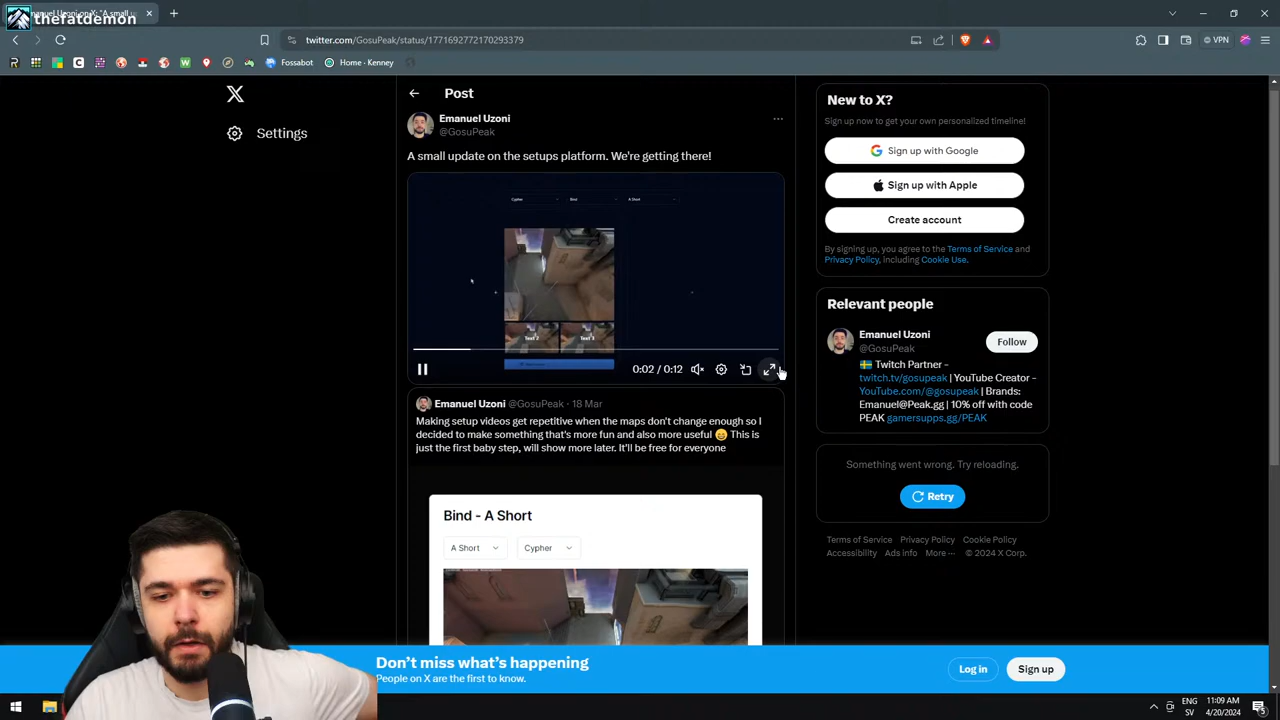 thefatdemon
twitter.com/GosuPeak/status/1771692772170293379
VPN
Fossabot
Home · Kenney
Settings
Post
Emanuel Uzoni
@GosuPeak
A small update on the setups platform. We're getting there!
Cypher
Bind
A Short
Test 2
Test 3
0:02 / 0:12
Emanuel Uzoni @GosuPeak · 18 Mar
Making setup videos get repetitive when the maps don't change enough so I
decided to make something that's more fun and also more useful 😄 This is
just the first baby step, will show more later. It'll be free for everyone
Bind - A Short
A Short
Cypher
New to X?
Sign up now to get your own personalized timeline!
Sign up with Google
Sign up with Apple
Create account
By signing up, you agree to the Terms of Service and
Privacy Policy, including Cookie Use.
Relevant people
Emanuel Uzoni
@GosuPeak
Follow
🇸🇪 Twitch Partner –
twitch.tv/gosupeak | YouTube Creator –
YouTube.com/@gosupeak | Brands:
Emanuel@Peak.gg | 10% off with code
PEAK gamersupps.gg/PEAK
Something went wrong. Try reloading.
Retry
Terms of Service Privacy Policy Cookie Policy
Accessibility Ads info More ··· © 2024 X Corp.
Don't miss what's happening
People on X are the first to know.
Log in
Sign up
ENG
SV
11:09 AM
4/20/2024